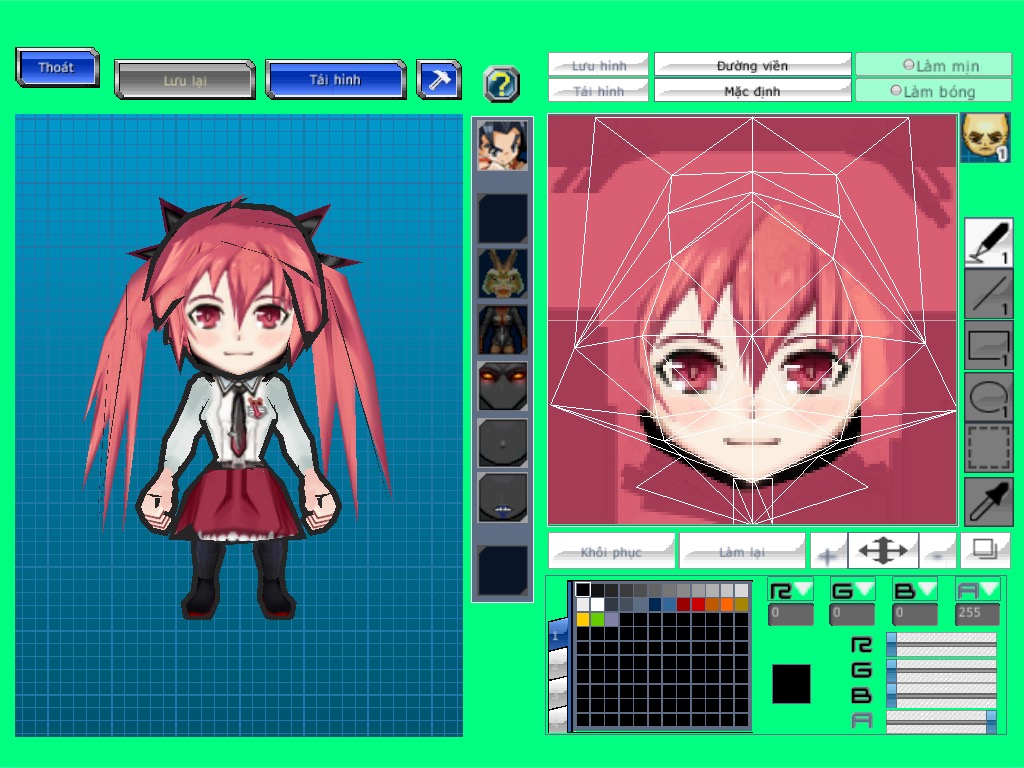 Thoát
Lưu lại
Tải hình
Lưu hình
Đường viền
Làm mịn
Tải hình
Mặc định
Làm bóng
1
1
1
1
1
Khôi phục
Làm lại
+
-
R
G
B
A
0
0
0
255
1
R
G
B
A